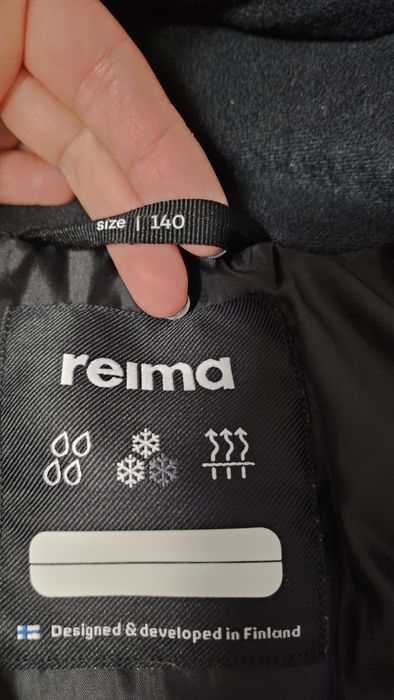 size | 140
reima
Designed & developed in Finland